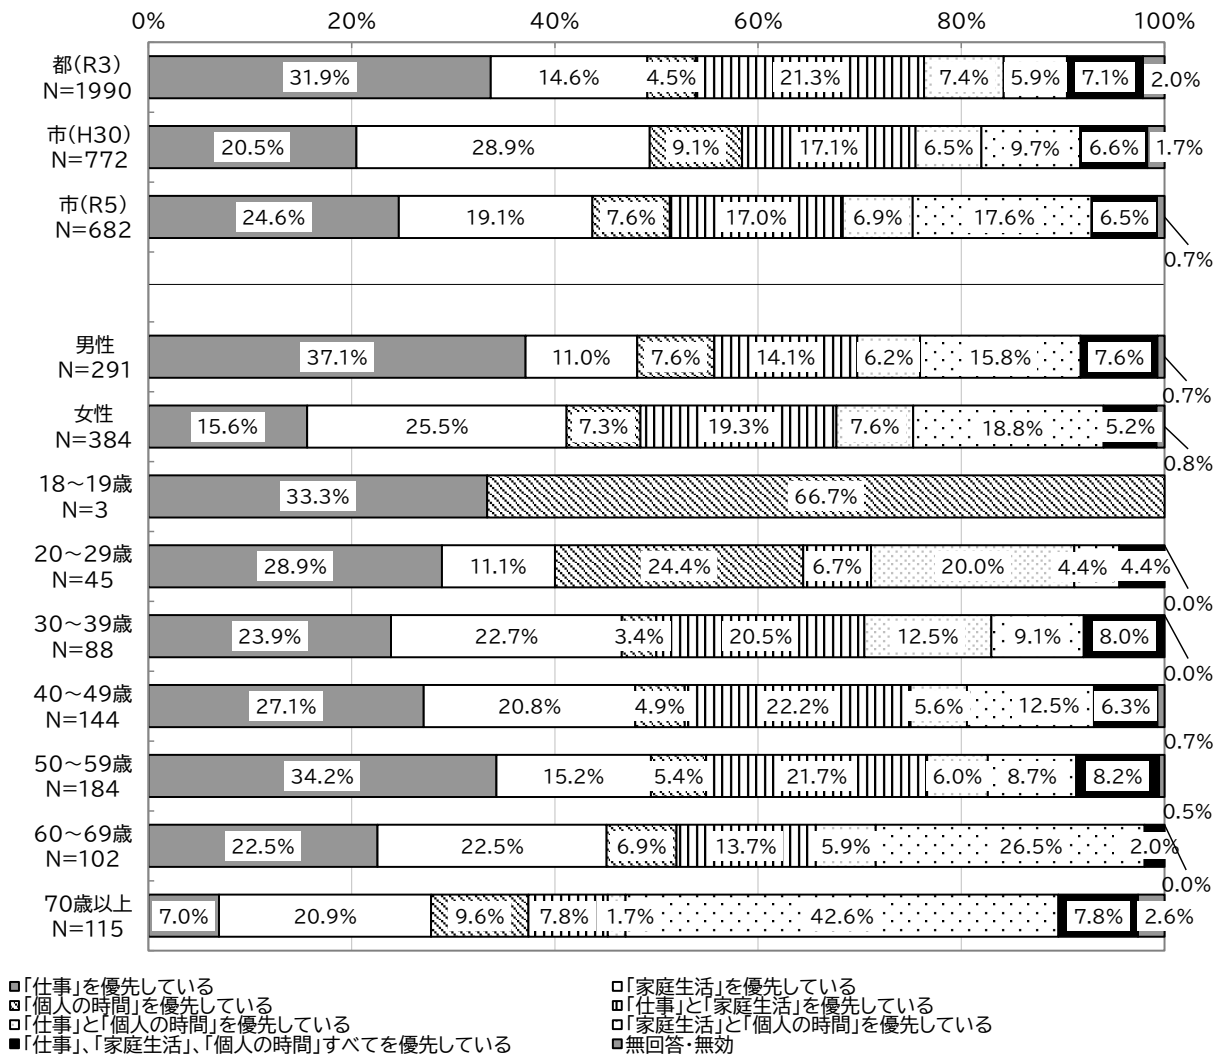 0% 20% 40% 60% 80% 100%
都(R3)
N=1990
31.9% 14.6% 4.5% 21.3% 7.4% 5.9% 7.1% 2.0%
市(H30)
N=772
20.5% 28.9% 9.1% 17.1% 6.5% 9.7% 6.6% 1.7%
市(R5)
N=682
24.6% 19.1% 7.6% 17.0% 6.9% 17.6% 6.5%
0.7%
男性
N=291
37.1% 11.0% 7.6% 14.1% 6.2% 15.8% 7.6%
0.7%
女性
N=384
15.6% 25.5% 7.3% 19.3% 7.6% 18.8% 5.2%
0.8%
18～19歳
N=3
33.3% 66.7%
20～29歳
N=45
28.9% 11.1% 24.4% 6.7% 20.0% 4.4% 4.4%
0.0%
30～39歳
N=88
23.9% 22.7% 3.4% 20.5% 12.5% 9.1% 8.0%
0.0%
40～49歳
N=144
27.1% 20.8% 4.9% 22.2% 5.6% 12.5% 6.3%
0.7%
50～59歳
N=184
34.2% 15.2% 5.4% 21.7% 6.0% 8.7% 8.2%
0.5%
60～69歳
N=102
22.5% 22.5% 6.9% 13.7% 5.9% 26.5% 2.0%
0.0%
70歳以上
N=115
7.0% 20.9% 9.6% 7.8% 1.7% 42.6% 7.8% 2.6%
「仕事」を優先している 「家庭生活」を優先している
「個人の時間」を優先している 「仕事」と「家庭生活」を優先している
「仕事」と「個人の時間」を優先している 「家庭生活」と「個人の時間」を優先している
「仕事」、「家庭生活」、「個人の時間」すべてを優先している 無回答・無効